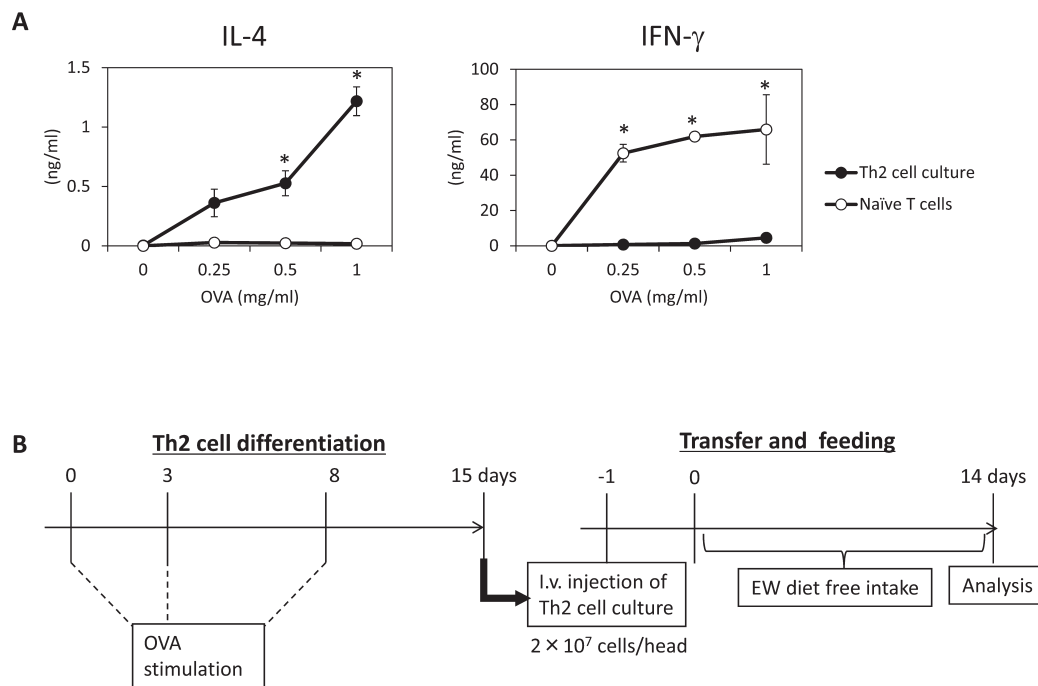 A
IL-4
1.5
1
0.5
0
(ng/ml)
*
*
0 0.25 0.5 1
OVA (mg/ml)
IFN-γ
100
80
60
40
20
0
(ng/ml)
*
*
*
0 0.25 0.5 1
OVA (mg/ml)
Th2 cell culture
Naïve T cells
B
Th2 cell differentiation
0 3 8 15 days
OVA
stimulation
Transfer and feeding
-1 0 14 days
I.v. injection of
Th2 cell culture
2 × 10⁷ cells/head
EW diet free intake
Analysis